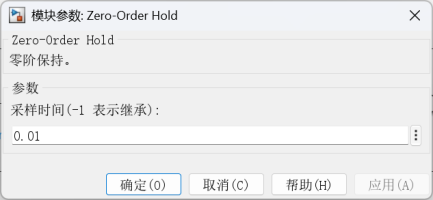 模块参数: Zero-Order Hold
Zero-Order Hold
零阶保持。
参数
采样时间(-1 表示继承):
0.01
确定(O) 取消(C) 帮助(H) 应用(A)